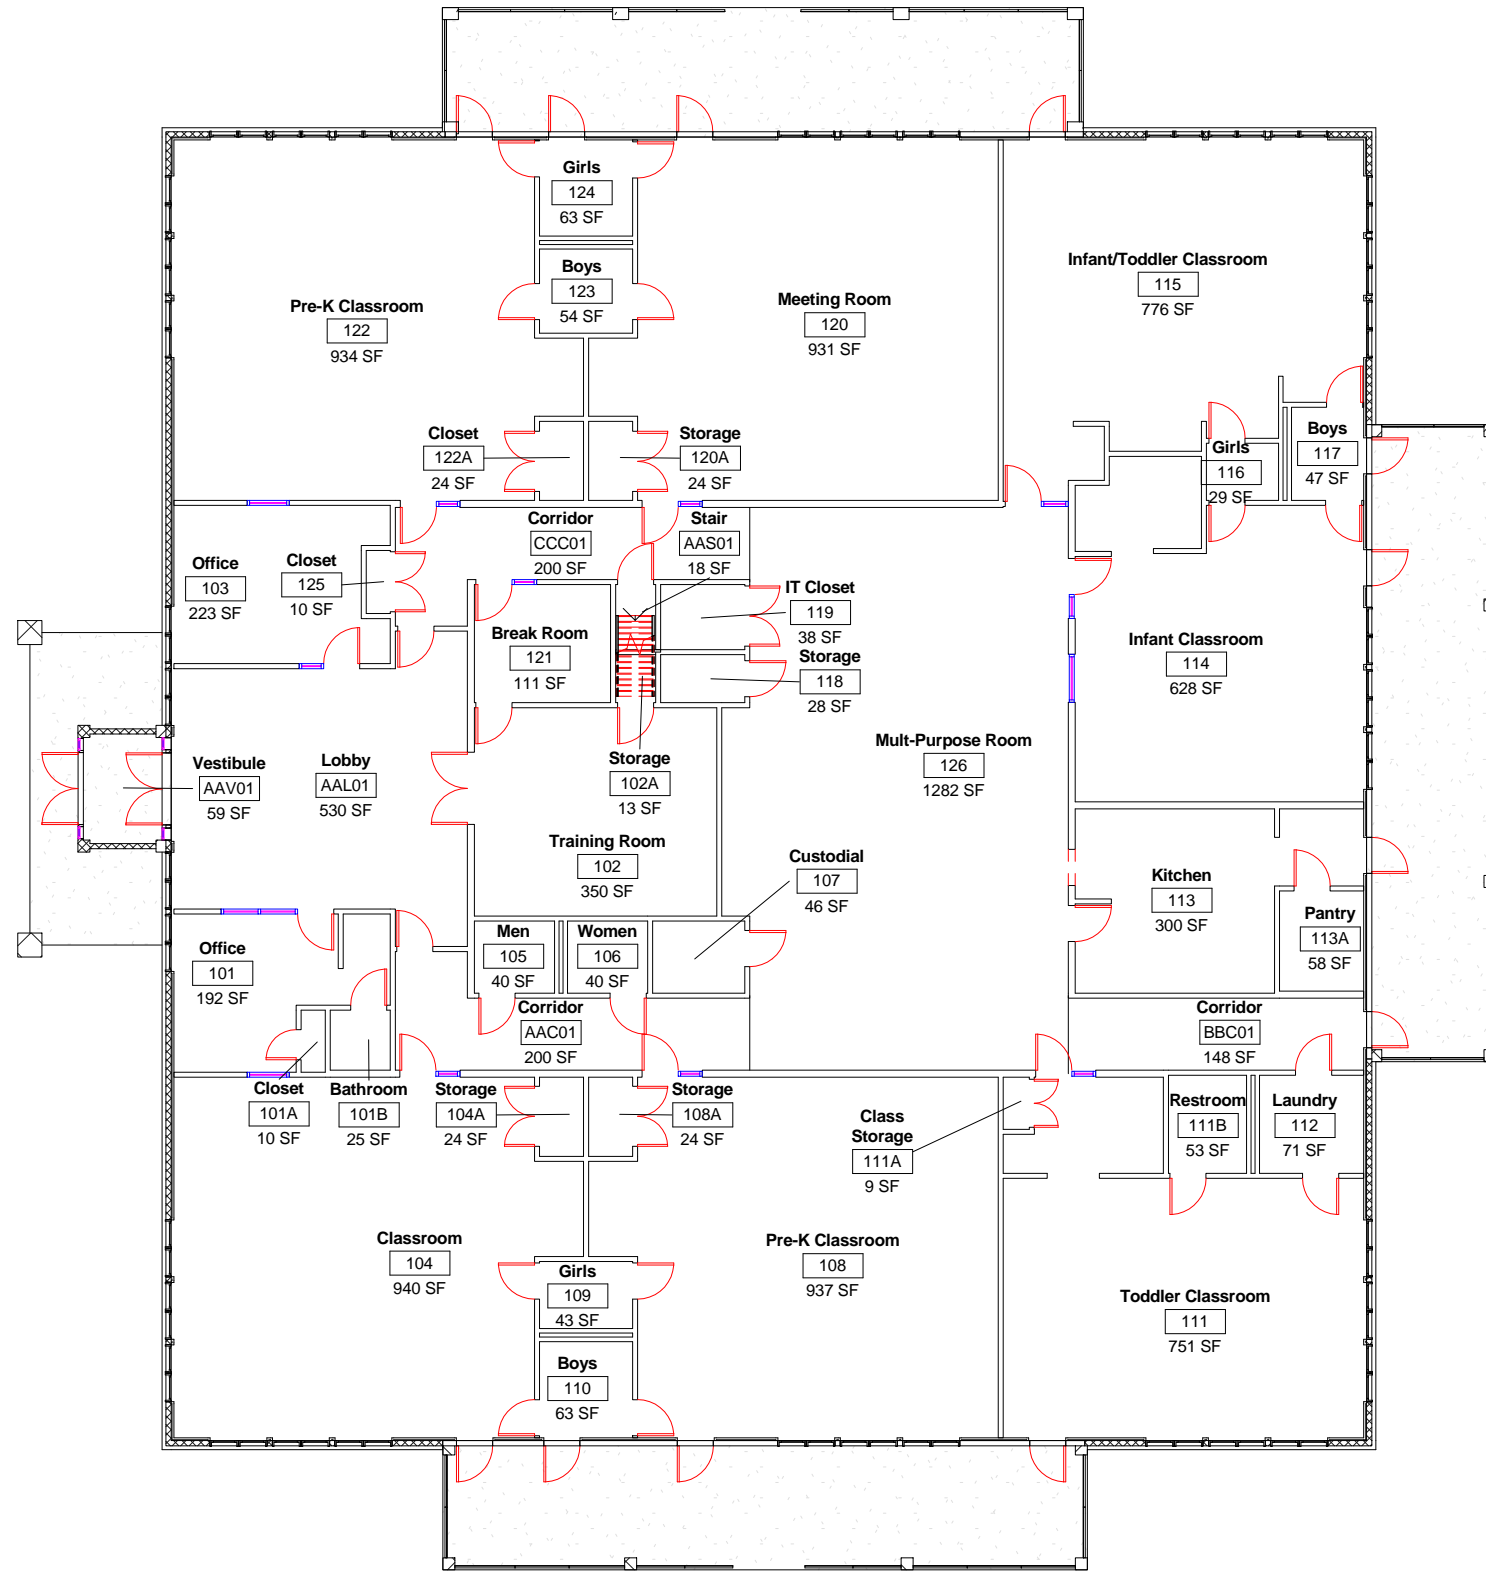 Girls
124
63 SF
Boys
123
54 SF
Pre-K Classroom
122
934 SF
Meeting Room
120
931 SF
Infant/Toddler Classroom
115
776 SF
Closet
122A
24 SF
Storage
120A
24 SF
Girls
116
29 SF
Boys
117
47 SF
Corridor
CCC01
200 SF
Stair
AAS01
18 SF
Office
103
223 SF
Closet
125
10 SF
IT Closet
119
38 SF
Break Room
121
111 SF
Storage
118
28 SF
Infant Classroom
114
628 SF
Vestibule
AAV01
59 SF
Lobby
AAL01
530 SF
Storage
102A
13 SF
Mult-Purpose Room
126
1282 SF
Training Room
102
350 SF
Custodial
107
46 SF
Kitchen
113
300 SF
Pantry
113A
58 SF
Office
101
192 SF
Men
105
40 SF
Women
106
40 SF
Corridor
AAC01
200 SF
Corridor
BBC01
148 SF
Closet
101A
10 SF
Bathroom
101B
25 SF
Storage
104A
24 SF
Storage
108A
24 SF
Class
Storage
111A
9 SF
Restroom
111B
53 SF
Laundry
112
71 SF
Classroom
104
940 SF
Girls
109
43 SF
Pre-K Classroom
108
937 SF
Toddler Classroom
111
751 SF
Boys
110
63 SF